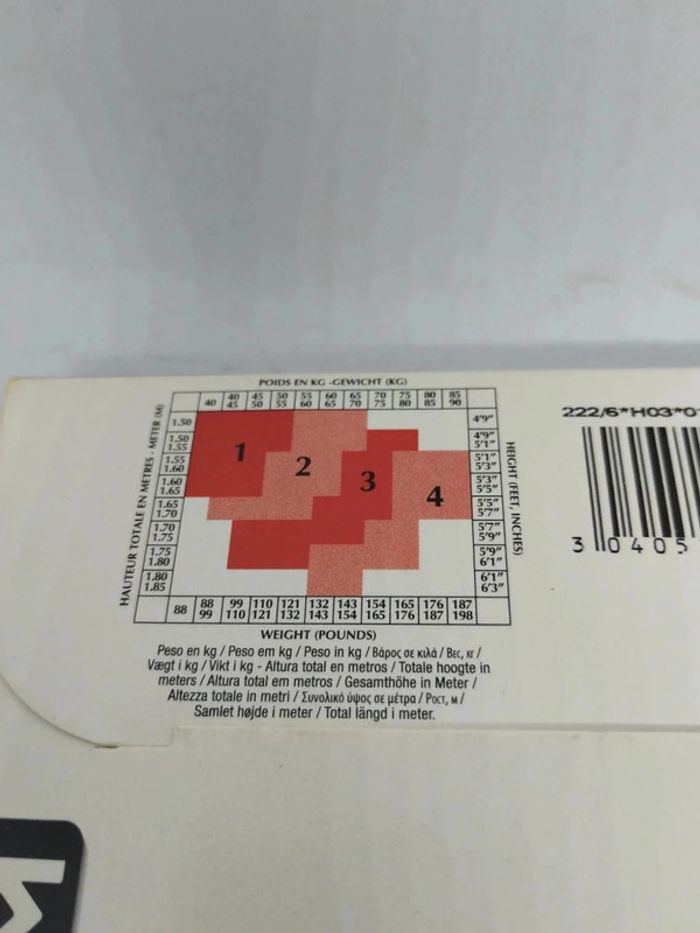 POIDS EN KG -GEWICHT (KG)
40 40 45 50 55 60 65 70 75 80 85
45 50 55 60 65 70 75 80 85 90
HAUTEUR TOTALE EN METRES - METER (M)
1.50 4'9"
1.50 4'9"
1.55 5'1"
1.55 5'1"
1.60 5'3"
1.60 5'3"
1.65 5'5"
1.65 5'5"
1.70 5'7"
1.70 5'7"
1.75 5'9"
1.75 5'9"
1.80 6'1"
1.80 6'1"
1.85 6'3"
1
2
3
4
HEIGHT (FEET, INCHES)
88 88 99 110 121 132 143 154 165 176 187
99 110 121 132 143 154 165 176 187 198
WEIGHT (POUNDS)
Peso en kg / Peso em kg / Peso in kg / Βάρος σε κιλά / Вес, кг /
Vægt i kg / Vikt i kg - Altura total en metros / Totale hoogte in
meters / Altura total em metros / Gesamthöhe in Meter /
Altezza totale in metri / Συνολικό ύψος σε μέτρα / Рост, м /
Samlet højde i meter / Total längd i meter.
222/6*H03*0
3 0405